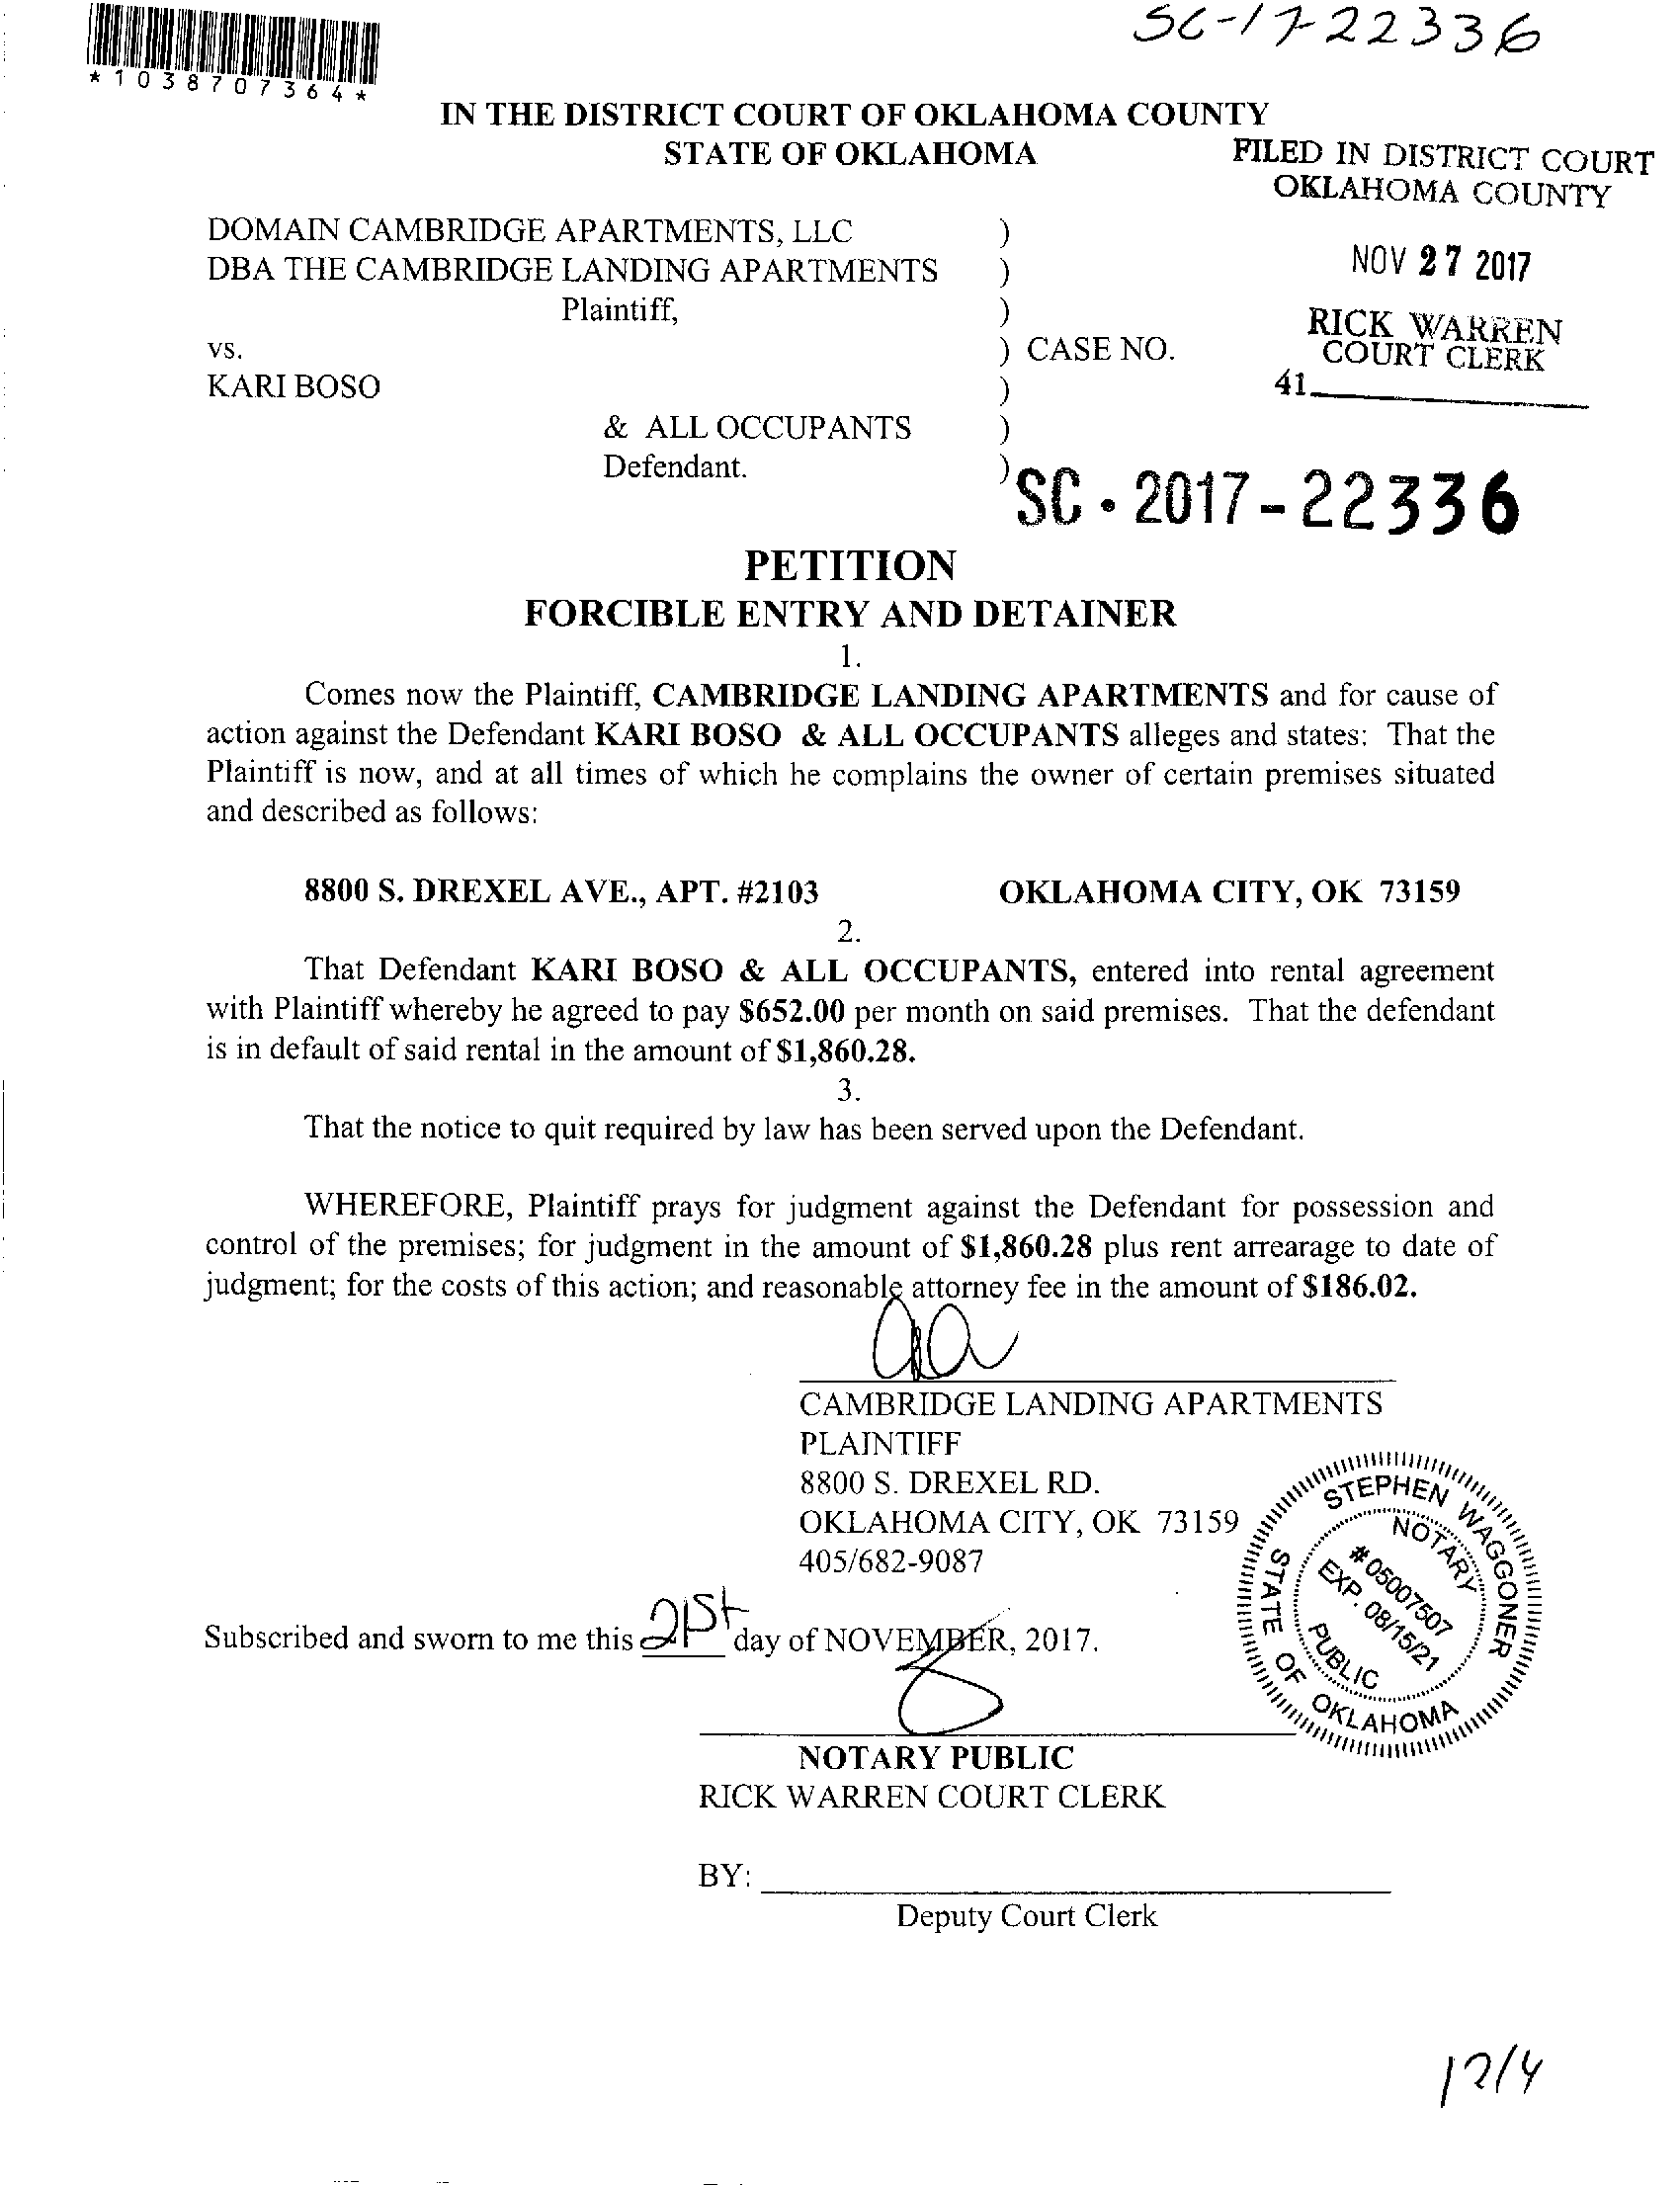 SC-17-22336
*1038707364*
IN THE DISTRICT COURT OF OKLAHOMA COUNTY
STATE OF OKLAHOMA
FILED IN DISTRICT COURT
OKLAHOMA COUNTY
DOMAIN CAMBRIDGE APARTMENTS, LLC )
DBA THE CAMBRIDGE LANDING APARTMENTS )
NOV 27 2017
Plaintiff, )
RICK WARREN
COURT CLERK
vs. ) CASE NO.
KARI BOSO )
41
& ALL OCCUPANTS )
Defendant. )
SC-2017-22336
PETITION
FORCIBLE ENTRY AND DETAINER
1.
Comes now the Plaintiff, CAMBRIDGE LANDING APARTMENTS and for cause of
action against the Defendant KARI BOSO & ALL OCCUPANTS alleges and states: That the
Plaintiff is now, and at all times of which he complains the owner of certain premises situated
and described as follows:
8800 S. DREXEL AVE., APT. #2103 OKLAHOMA CITY, OK 73159
2.
That Defendant KARI BOSO & ALL OCCUPANTS, entered into rental agreement
with Plaintiff whereby he agreed to pay $652.00 per month on said premises. That the defendant
is in default of said rental in the amount of $1,860.28.
3.
That the notice to quit required by law has been served upon the Defendant.
WHEREFORE, Plaintiff prays for judgment against the Defendant for possession and
control of the premises; for judgment in the amount of $1,860.28 plus rent arrearage to date of
judgment; for the costs of this action; and reasonable attorney fee in the amount of $186.02.
CAMBRIDGE LANDING APARTMENTS
PLAINTIFF
8800 S. DREXEL RD.
OKLAHOMA CITY, OK 73159
405/682-9087
STEPHEN WAGGONER
NOTARY
# 05007507
EXP. 08/15/21
PUBLIC
STATE OF OKLAHOMA
Subscribed and sworn to me this 21st day of NOVEMBER, 2017.
NOTARY PUBLIC
RICK WARREN COURT CLERK
BY:
Deputy Court Clerk
12/4